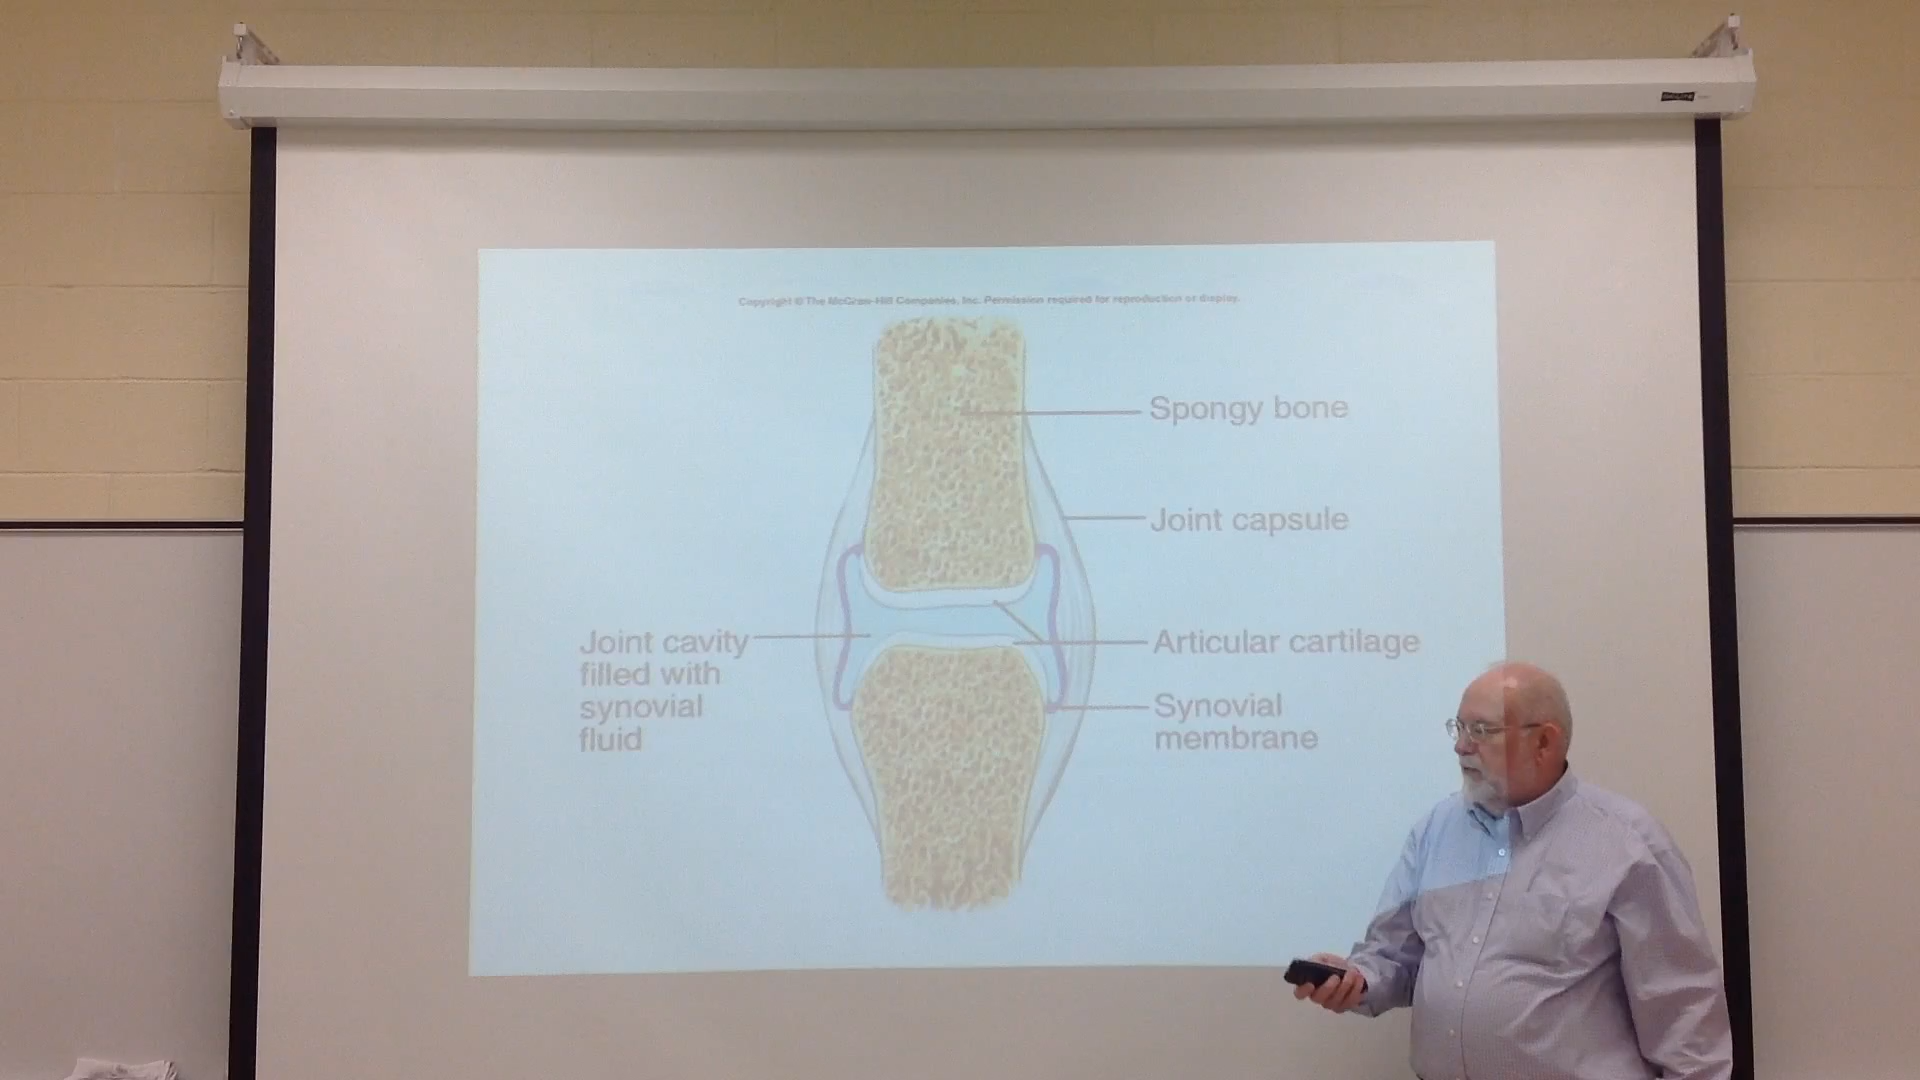 Copyright © The McGraw-Hill Companies, Inc. Permission required for reproduction or display.
Spongy bone
Joint capsule
Joint cavity
filled with
synovial
fluid
Articular cartilage
Synovial
membrane